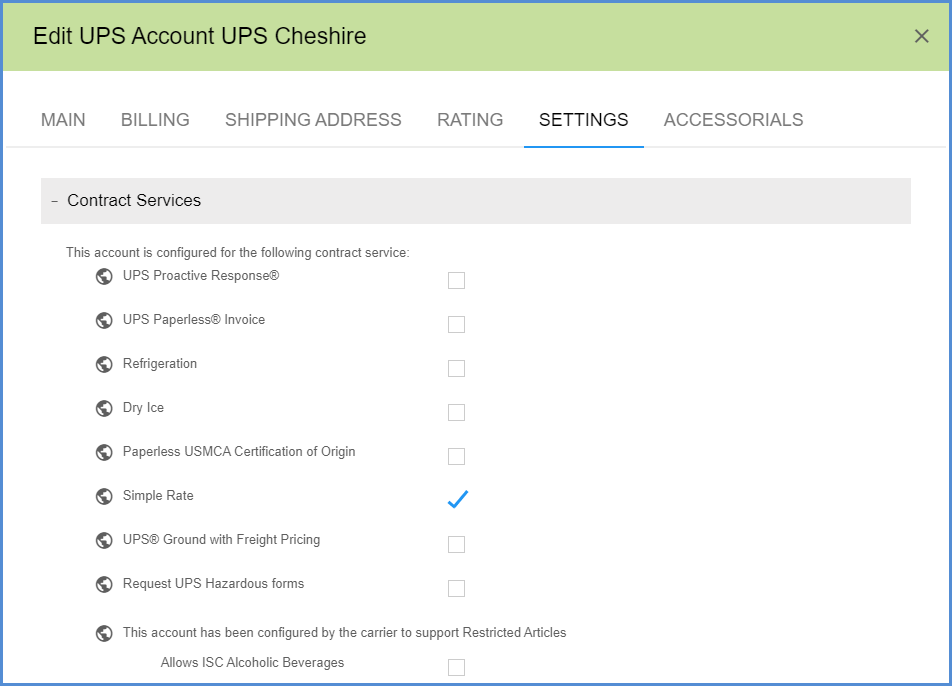 Edit UPS Account UPS Cheshire
MAIN BILLING SHIPPING ADDRESS RATING SETTINGS ACCESSORIALS
− Contract Services
This account is configured for the following contract service:
UPS Proactive Response®
UPS Paperless® Invoice
Refrigeration
Dry Ice
Paperless USMCA Certification of Origin
Simple Rate
UPS® Ground with Freight Pricing
Request UPS Hazardous forms
This account has been configured by the carrier to support Restricted Articles
Allows ISC Alcoholic Beverages